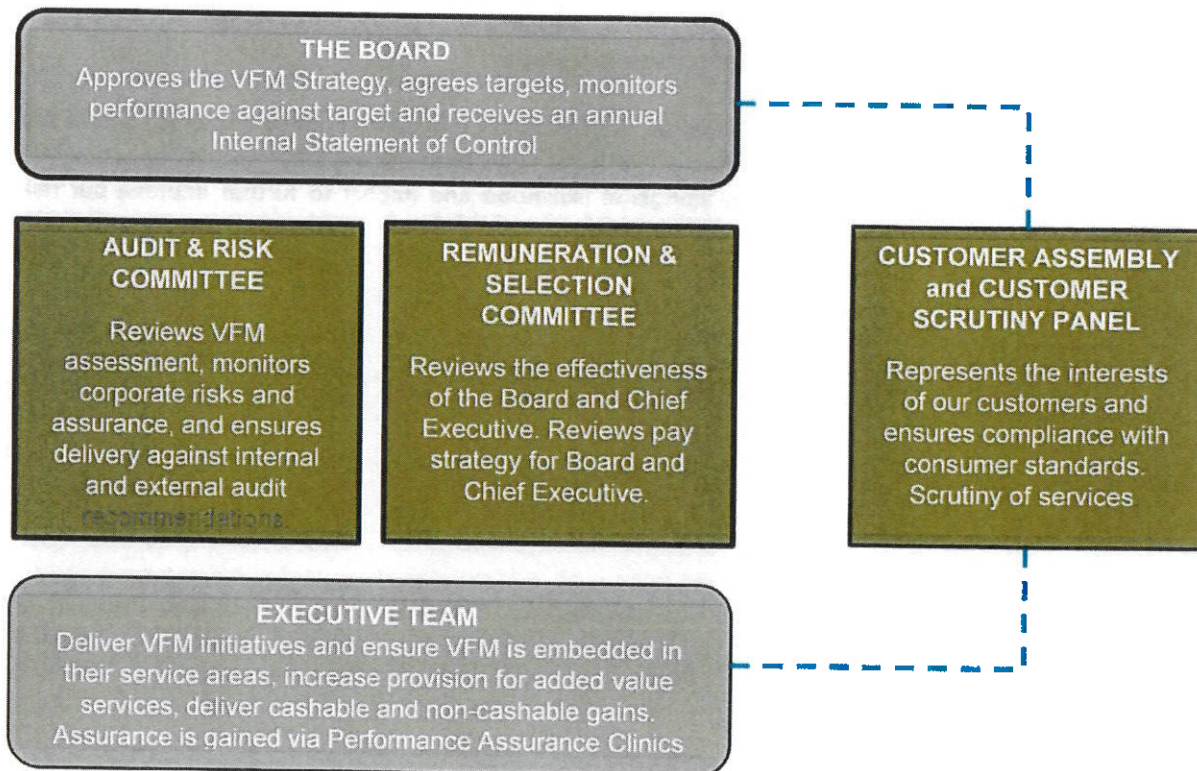 THE BOARD
Approves the VFM Strategy, agrees targets, monitors
performance against target and receives an annual
Internal Statement of Control
AUDIT & RISK
COMMITTEE
Reviews VFM
assessment, monitors
corporate risks and
assurance, and ensures
delivery against internal
and external audit
recommendations.
REMUNERATION &
SELECTION
COMMITTEE
Reviews the effectiveness
of the Board and Chief
Executive. Reviews pay
strategy for Board and
Chief Executive.
CUSTOMER ASSEMBLY
and CUSTOMER
SCRUTINY PANEL
Represents the interests
of our customers and
ensures compliance with
consumer standards.
Scrutiny of services
EXECUTIVE TEAM
Deliver VFM initiatives and ensure VFM is embedded in
their service areas, increase provision for added value
services, deliver cashable and non-cashable gains.
Assurance is gained via Performance Assurance Clinics